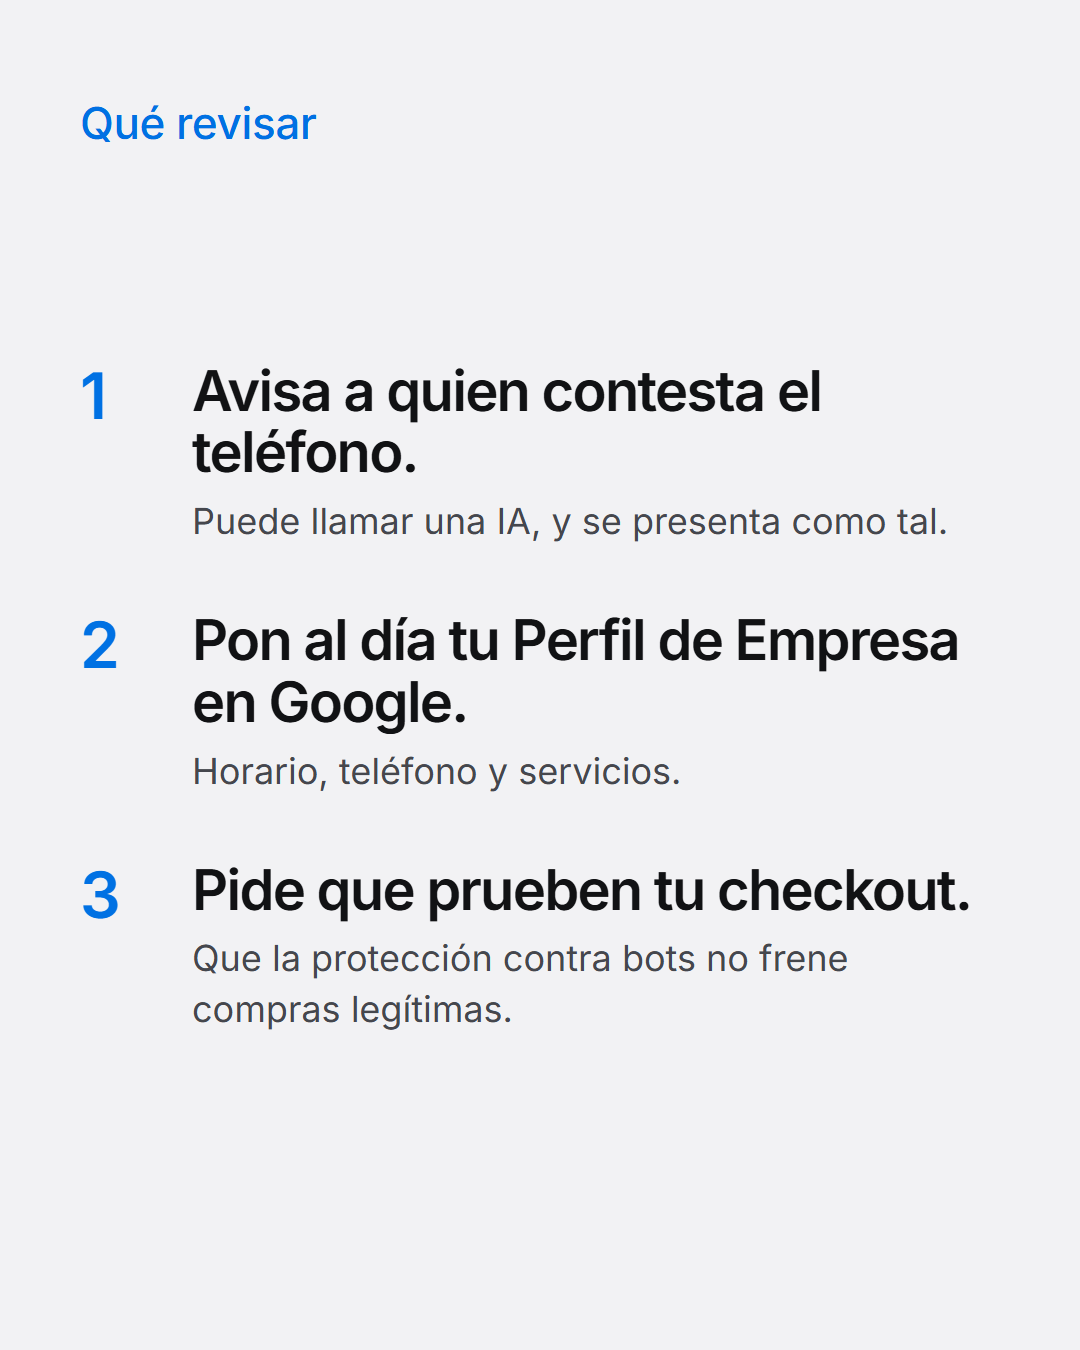 Qué revisar
1
Avisa a quien contesta el
teléfono.
Puede llamar una IA, y se presenta como tal.
2
Pon al día tu Perfil de Empresa
en Google.
Horario, teléfono y servicios.
3
Pide que prueben tu checkout.
Que la protección contra bots no frene
compras legítimas.